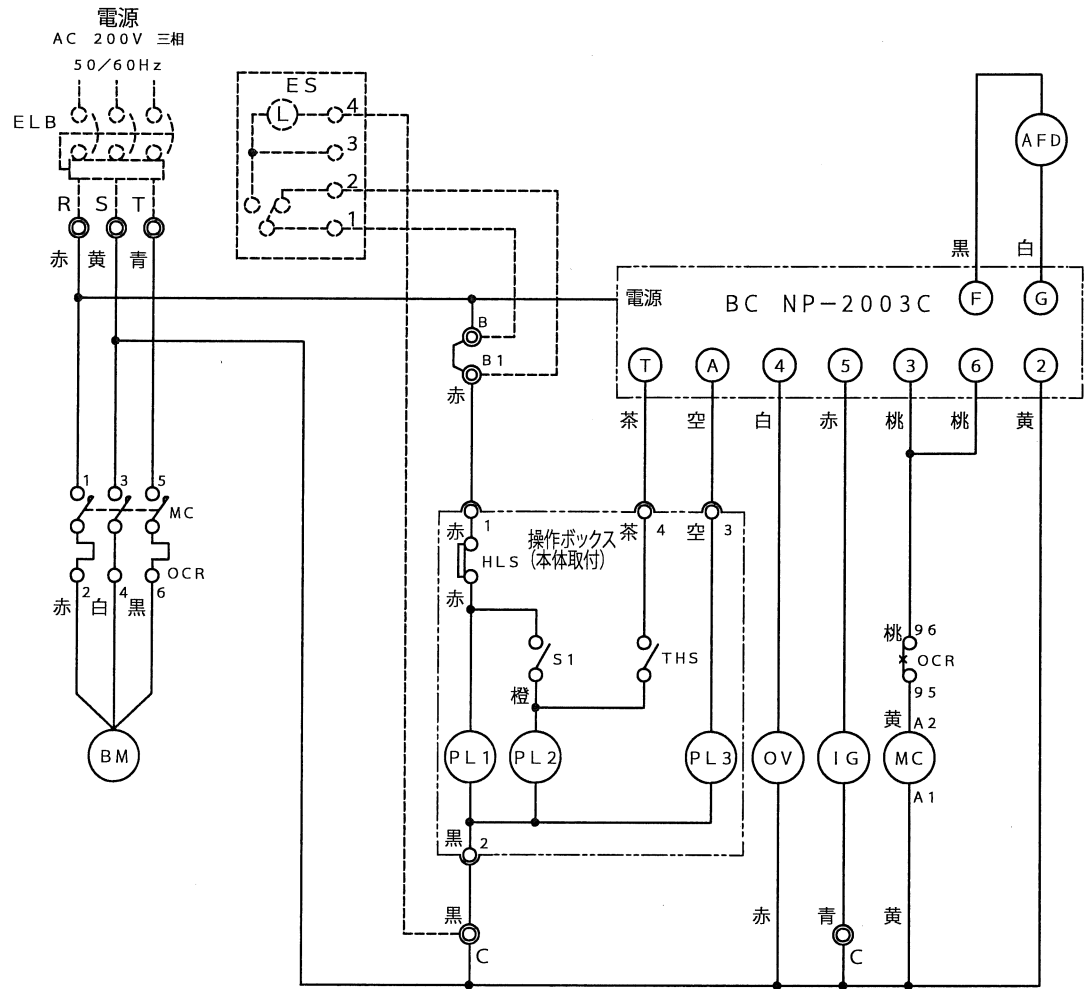 電源
AC 200V 三相
50/60Hz
ELB
R S T
赤 黄 青
ES
L
4
3
2
1
AFD
黒 白
電源 BC NP-2003C F G
T A 4 5 3 6 2
茶 空 白 赤 桃 桃 黄
B
B1
赤
1 3 5
MC
OCR
2 4 6
赤 白 黒
BM
赤 1
操作ボックス
(本体取付)
茶 4 空 3
HLS
赤
S1
THS
橙
PL1 PL2 PL3 OV IG MC
桃 96
OCR
95
黄 A2
A1
黒 2
黒
C
赤 青 黄
C